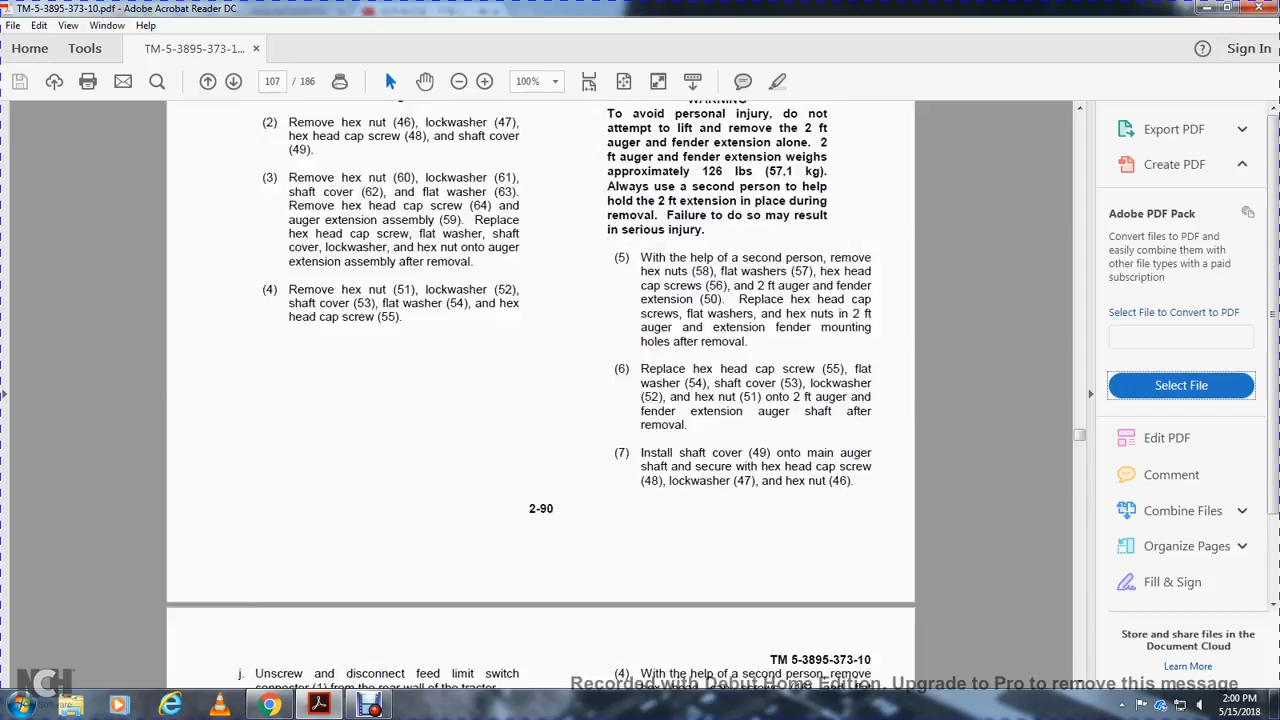 TM-5-3895-373-10.pdf - Adobe Acrobat Reader DC
File Edit View Window Help
Home Tools TM-5-3895-373-1... × Sign In
107 / 186 100%
(2) Remove hex nut (46), lockwasher (47),
hex head cap screw (48), and shaft cover
(49).
(3) Remove hex nut (60), lockwasher (61),
shaft cover (62), and flat washer (63).
Remove hex head cap screw (64) and
auger extension assembly (59). Replace
hex head cap screw, flat washer, shaft
cover, lockwasher, and hex nut onto auger
extension assembly after removal.
(4) Remove hex nut (51), lockwasher (52),
shaft cover (53), flat washer (54), and hex
head cap screw (55).
WARNING
To avoid personal injury, do not
attempt to lift and remove the 2 ft
auger and fender extension alone. 2
ft auger and fender extension weighs
approximately 126 lbs (57,1 kg).
Always use a second person to help
hold the 2 ft extension in place during
removal. Failure to do so may result
in serious injury.
(5) With the help of a second person, remove
hex nuts (58), flat washers (57), hex head
cap screws (56), and 2 ft auger and fender
extension (50). Replace hex head cap
screws, flat washers, and hex nuts in 2 ft
auger and extension fender mounting
holes after removal.
(6) Replace hex head cap screw (55), flat
washer (54), shaft cover (53), lockwasher
(52), and hex nut (51) onto 2 ft auger and
fender extension auger shaft after
removal.
(7) Install shaft cover (49) onto main auger
shaft and secure with hex head cap screw
(48), lockwasher (47), and hex nut (46).
2-90
TM 5-3895-373-10
j. Unscrew and disconnect feed limit switch
connector (1) from the rear wall of the tractor
(4) With the help of a second person, remove
Export PDF
Create PDF
Adobe PDF Pack
Convert files to PDF and
easily combine them with
other file types with a paid
subscription
Select File to Convert to PDF
Select File
Edit PDF
Comment
Combine Files
Organize Pages
Fill & Sign
Store and share files in the
Document Cloud
Learn More
Recorded with Debut Home Edition. Upgrade to Pro to remove this message
NCH
Software
2:00 PM
5/15/2018